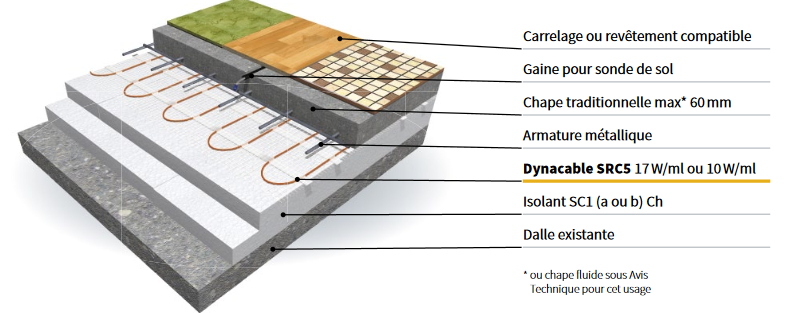 Carrelage ou revêtement compatible
Gaine pour sonde de sol
Chape traditionnelle max* 60 mm
Armature métallique
Dynacable SRC5 17 W/ml ou 10 W/ml
Isolant SC1 (a ou b) Ch
Dalle existante
* ou chape fluide sous Avis
Technique pour cet usage